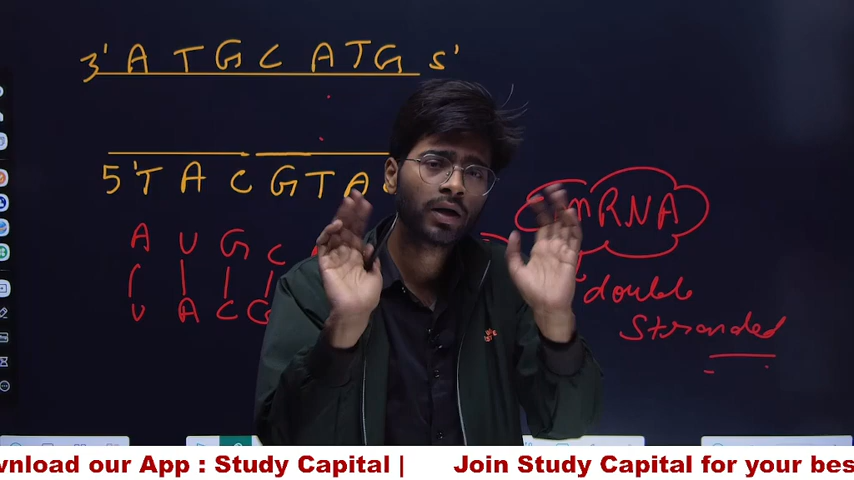 3' A T G C A T G 5'
5' T A C G T A
A U G C
U A C G
mRNA
double
Stranded
wnload our App : Study Capital | Join Study Capital for your bes